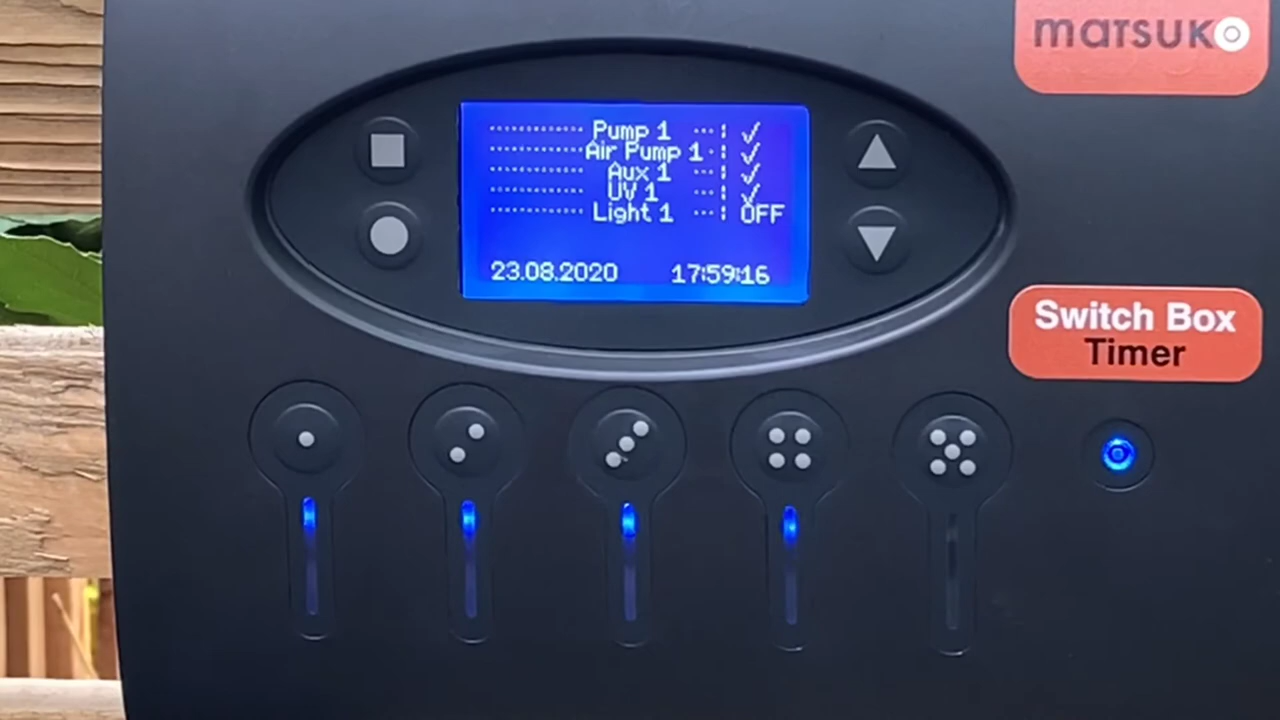 matsuko
Pump 1 ✓
Air Pump 1 ✓
Aux 1 ✓
UV 1 ✓
Light 1 OFF
23.08.2020 17:59:16
Switch Box
Timer